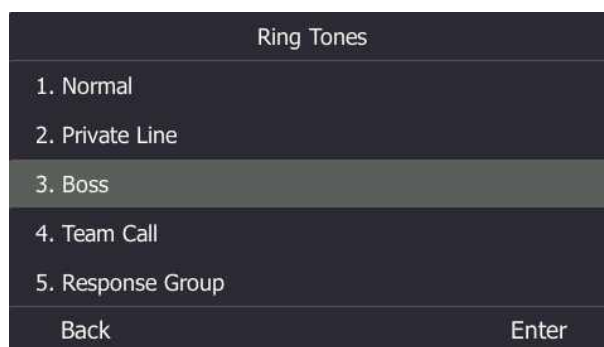 Ring Tones
1. Normal
2. Private Line
3. Boss
4. Team Call
5. Response Group
Back Enter